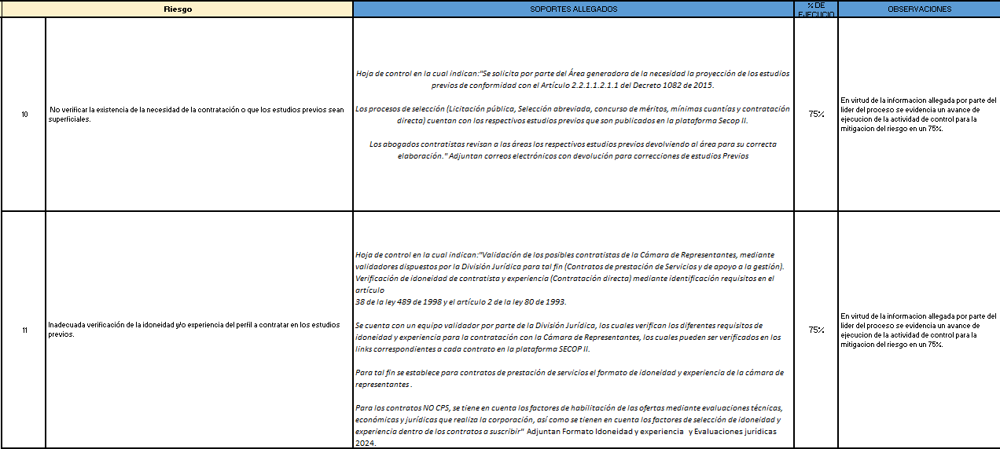 Riesgo
SOPORTES ALLEGADOS
% DE
EJECUCIO
OBSERVACIONES
10
No verificar la existencia de la necesidad de la contratación o que los estudios previos sean
superficiales.
Hoja de control en la cual indican:"Se solicita por parte del Área generadora de la necesidad la proyección de los estudios
previos de conformidad con el Artículo 2.2.1.1.2.1.1 del Decreto 1082 de 2015.
Los procesos de selección (Licitación pública, Selección abreviada, concurso de méritos, mínimas cuantías y contratación
directa) cuentan con los respectivos estudios previos que son publicados en la plataforma Secop II.
Los abogados contratistas revisan a las áreas los respectivos estudios previos devolviendo al área para su correcta
elaboración." Adjuntan correos electrónicos con devolución para correcciones de estudios Previos
75%
En virtud de la informacion allegada por parte del
lider del proceso se evidencia un avance de
ejecucion de la actividad de control para la
mitigacion del riesgo en un 75%.
11
Inadecuada verificación de la idoneidad y/o experiencia del perfil a contratar en los estudios
previos.
Hoja de control en la cual indican:"Validación de los posibles contratistas de la Cámara de Representantes, mediante
validadores dispuestos por la División Jurídica para tal fin (Contratos de prestación de Servicios y de apoyo a la gestión).
Verificación de idoneidad de contratista y experiencia (Contratación directa) mediante identificación requisitos en el
artículo
38 de la ley 489 de 1998 y el artículo 2 de la ley 80 de 1993.
Se cuenta con un equipo validador por parte de la División Jurídica, los cuales verifican los diferentes requisitos de
idoneidad y experiencia para la contratación con la Cámara de Representantes, los cuales pueden ser verificados en los
links correspondientes a cada contrato en la plataforma SECOP II.
Para tal fin se establece para contratos de prestación de servicios el formato de idoneidad y experiencia de la cámara de
representantes .
Para los contratos NO CPS, se tiene en cuenta los factores de habilitación de las ofertas mediante evaluaciones técnicas,
económicas y jurídicas que realiza la corporación, así como se tienen en cuenta los factores de selección de idoneidad y
experiencia dentro de los contratos a suscribir" Adjuntan Formato Idoneidad y experiencia y Evaluaciones jurídicas
2024.
75%
En virtud de la informacion allegada por parte del
lider del proceso se evidencia un avance de
ejecucion de la actividad de control para la
mitigacion del riesgo en un 75%.